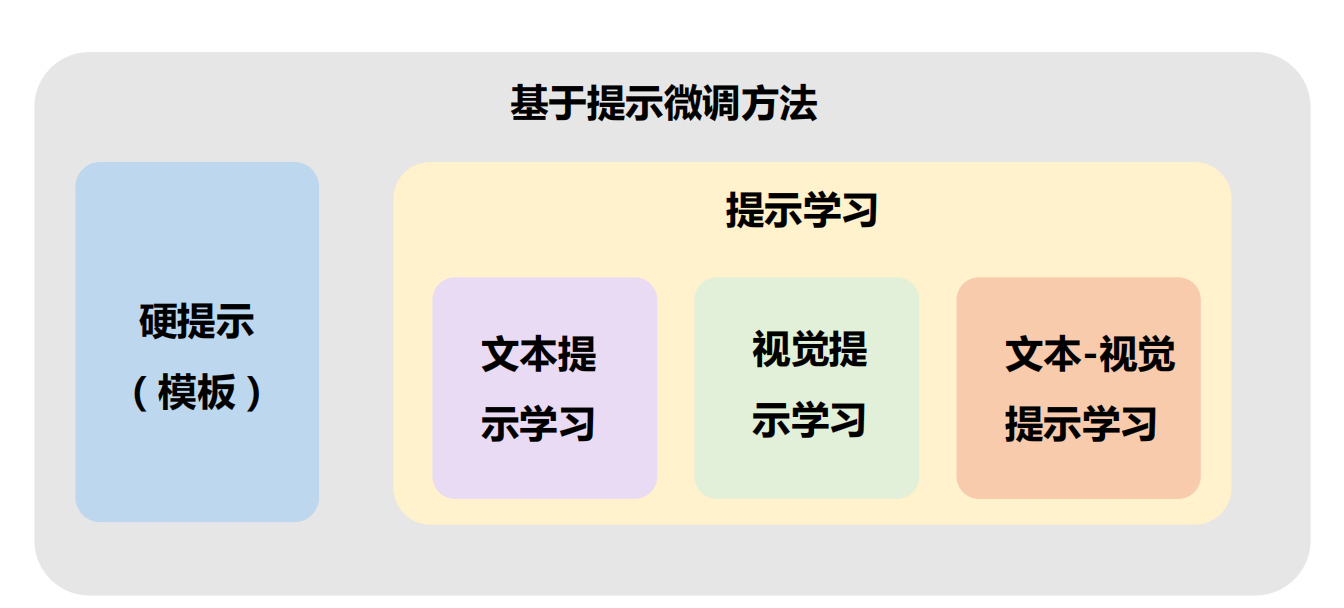 基于提示微调方法
硬提示
（模板）
提示学习
文本提
示学习
视觉提
示学习
文本-视觉
提示学习